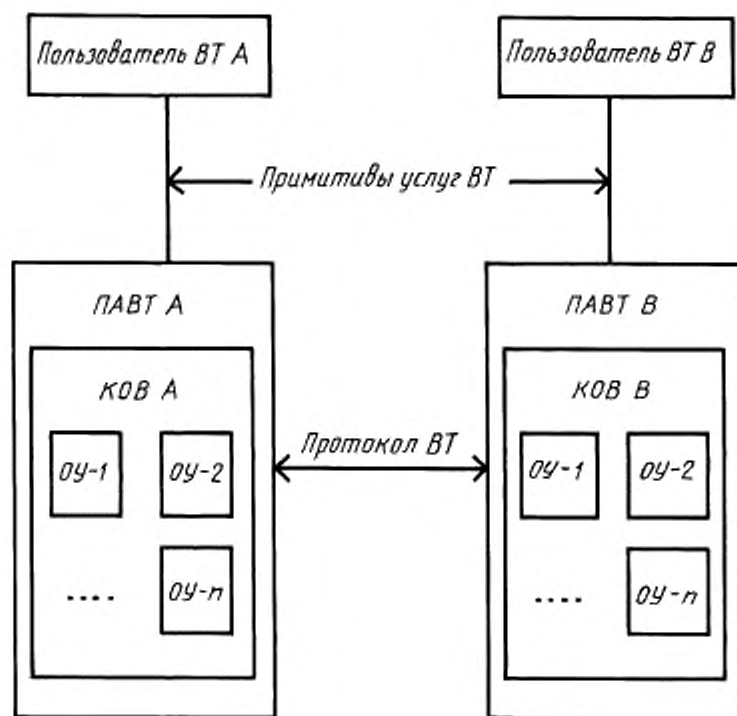 Пользователь ВТ А
Пользователь ВТ В
Примитивы услуг ВТ
ПАВТ А
ПАВТ В
КОВ А
КОВ В
ОУ-1
ОУ-2
Протокол ВТ
ОУ-1
ОУ-2
....
ОУ-n
....
ОУ-n